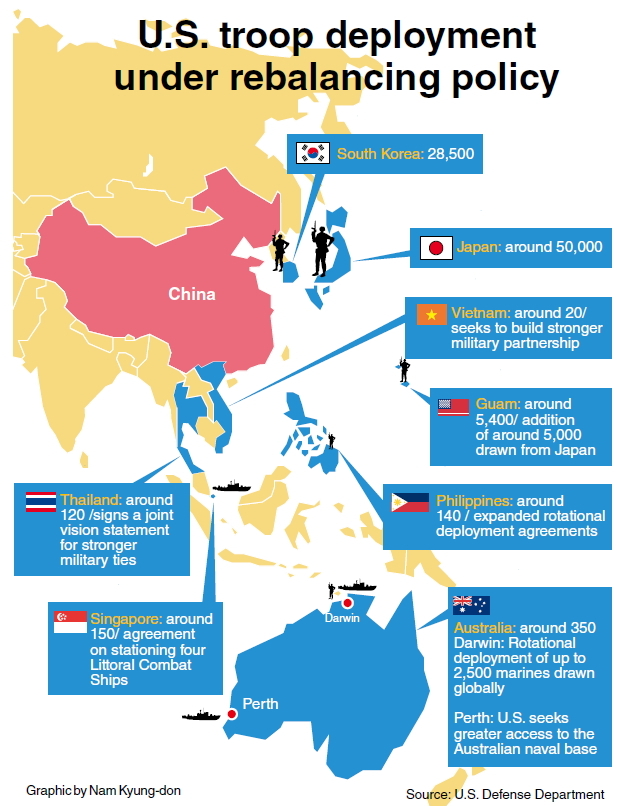 U.S. troop deployment
under rebalancing policy
South Korea: 28,500
Japan: around 50,000
China
Vietnam: around 20/
seeks to build stronger
military partnership
Guam: around
5,400/ addition
of around 5,000
drawn from Japan
Thailand: around
120 /signs a joint
vision statement
for stronger
military ties
Philippines: around
140 / expanded rotational
deployment agreements
Singapore: around
150/ agreement
on stationing four
Littoral Combat
Ships
Darwin
Perth
Australia: around 350
Darwin: Rotational
deployment of up to
2,500 marines drawn
globally
Perth: U.S. seeks
greater access to the
Australian naval base
Graphic by Nam Kyung-don
Source: U.S. Defense Department